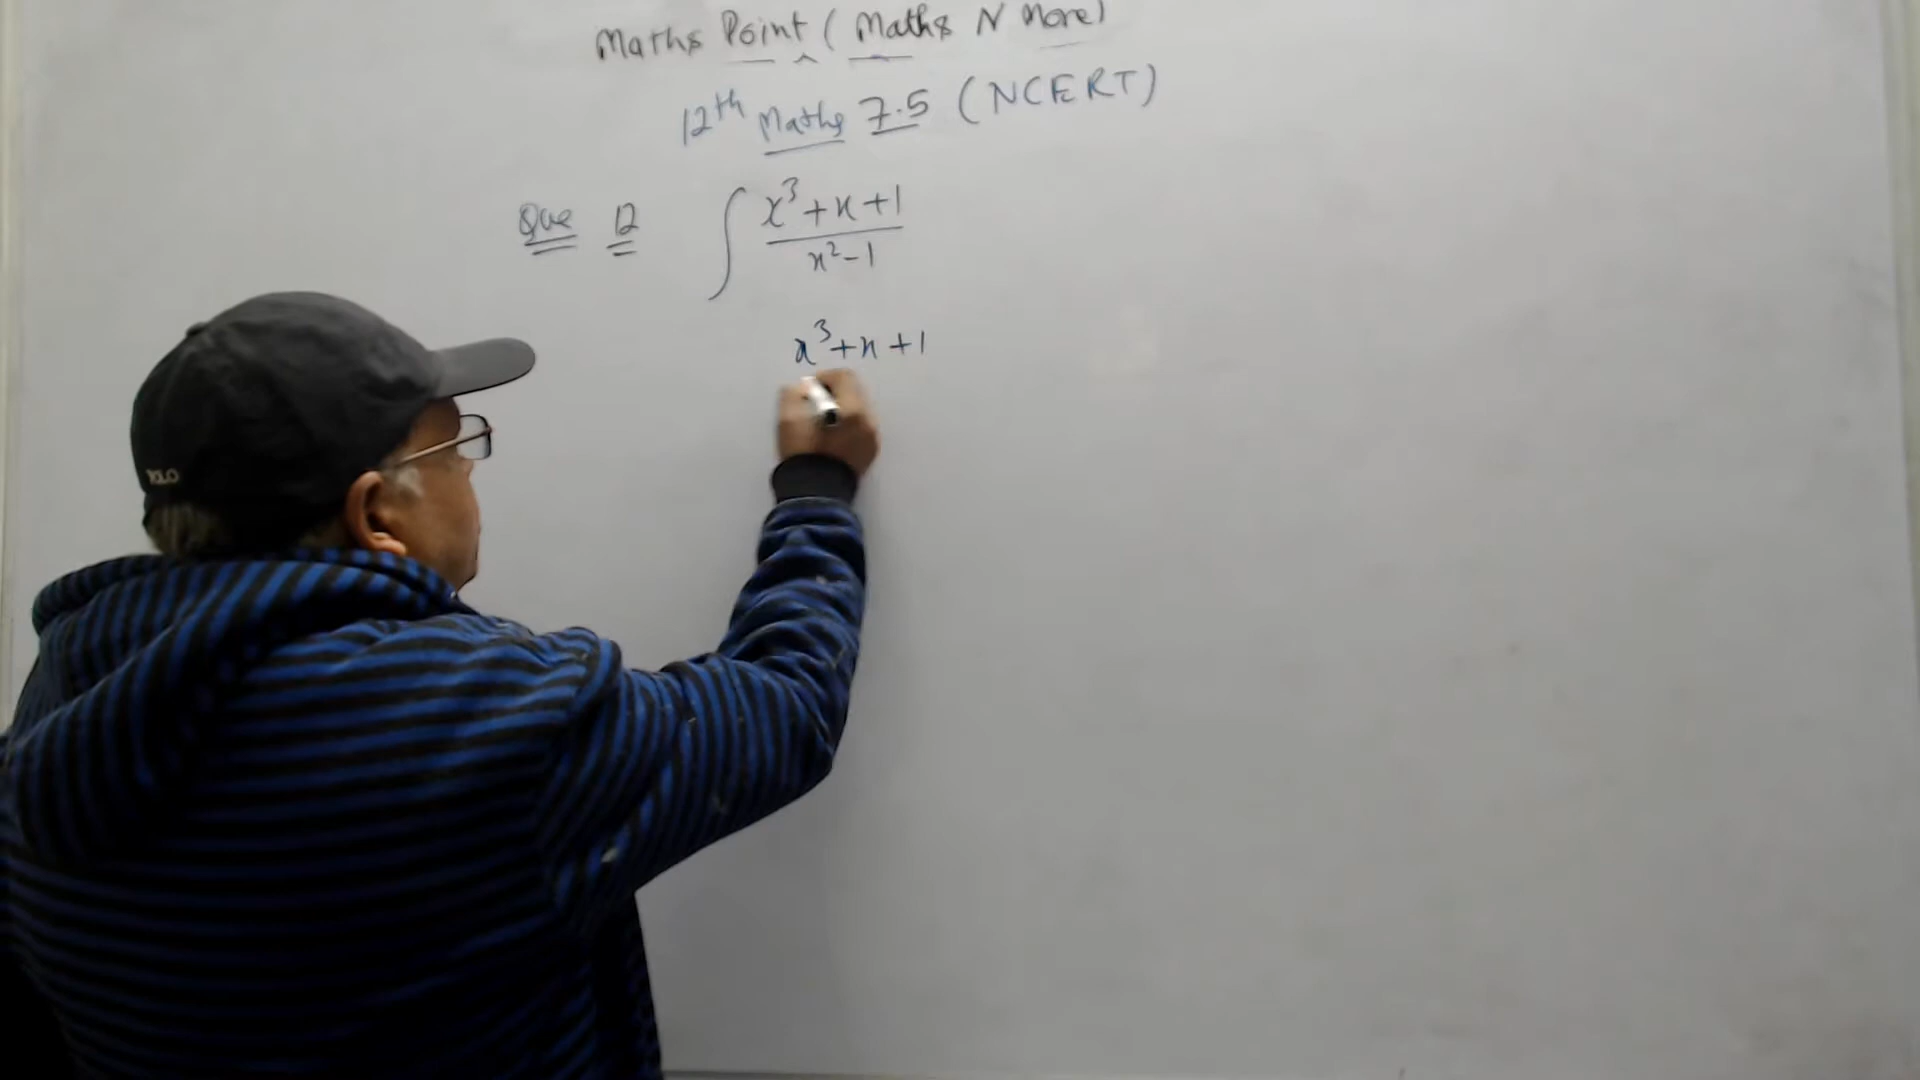 Maths Point ( Maths N More)
12th Maths 7.5 (NCERT)
Que 12 ∫ x³+x+1 / x²-1
x³+x+1